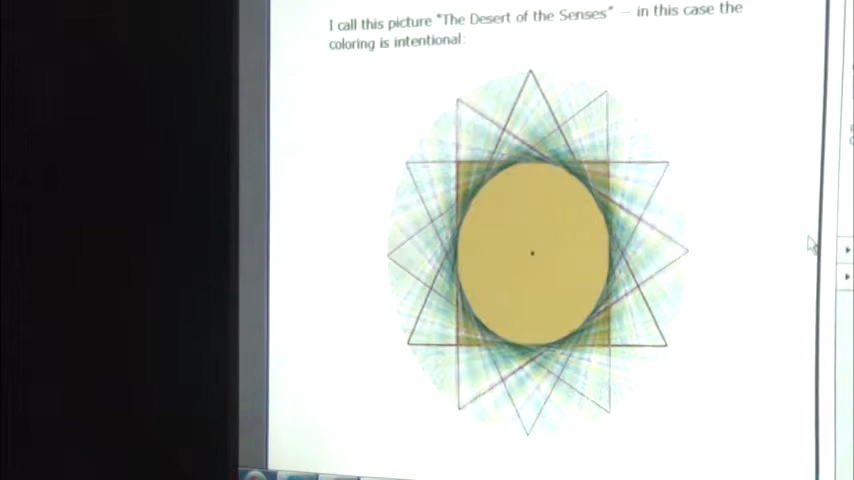 I call this picture "The Desert of the Senses" – in this case the
coloring is intentional: